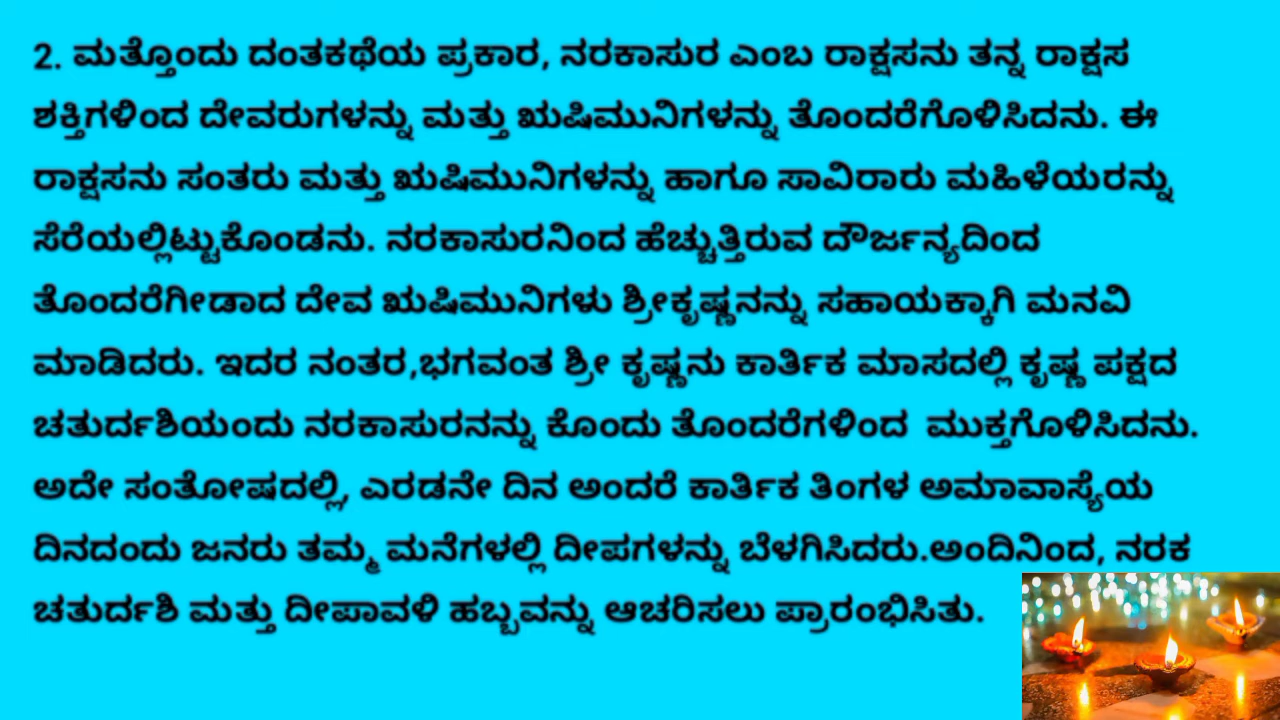 2. ಮತ್ತೊಂದು ದಂತಕಥೆಯ ಪ್ರಕಾರ, ನರಕಾಸುರ ಎಂಬ ರಾಕ್ಷಸನು ತನ್ನ ರಾಕ್ಷಸ
ಶಕ್ತಿಗಳಿಂದ ದೇವರುಗಳನ್ನು ಮತ್ತು ಋಷಿಮುನಿಗಳನ್ನು ತೊಂದರೆಗೊಳಿಸಿದನು. ಈ
ರಾಕ್ಷಸನು ಸಂತರು ಮತ್ತು ಋಷಿಮುನಿಗಳನ್ನು ಹಾಗೂ ಸಾವಿರಾರು ಮಹಿಳೆಯರನ್ನು
ಸೆರೆಯಲ್ಲಿಟ್ಟುಕೊಂಡನು. ನರಕಾಸುರನಿಂದ ಹೆಚ್ಚುತ್ತಿರುವ ದೌರ್ಜನ್ಯದಿಂದ
ತೊಂದರೆಗೀಡಾದ ದೇವ ಋಷಿಮುನಿಗಳು ಶ್ರೀಕೃಷ್ಣನನ್ನು ಸಹಾಯಕ್ಕಾಗಿ ಮನವಿ
ಮಾಡಿದರು. ಇದರ ನಂತರ,ಭಗವಂತ ಶ್ರೀ ಕೃಷ್ಣನು ಕಾರ್ತಿಕ ಮಾಸದಲ್ಲಿ ಕೃಷ್ಣ ಪಕ್ಷದ
ಚತುರ್ದಶಿಯಂದು ನರಕಾಸುರನನ್ನು ಕೊಂದು ತೊಂದರೆಗಳಿಂದ ಮುಕ್ತಗೊಳಿಸಿದನು.
ಅದೇ ಸಂತೋಷದಲ್ಲಿ, ಎರಡನೇ ದಿನ ಅಂದರೆ ಕಾರ್ತಿಕ ತಿಂಗಳ ಅಮಾವಾಸ್ಯೆಯ
ದಿನದಂದು ಜನರು ತಮ್ಮ ಮನೆಗಳಲ್ಲಿ ದೀಪಗಳನ್ನು ಬೆಳಗಿಸಿದರು.ಅಂದಿನಿಂದ, ನರಕ
ಚತುರ್ದಶಿ ಮತ್ತು ದೀಪಾವಳಿ ಹಬ್ಬವನ್ನು ಆಚರಿಸಲು ಪ್ರಾರಂಭಿಸಿತು.